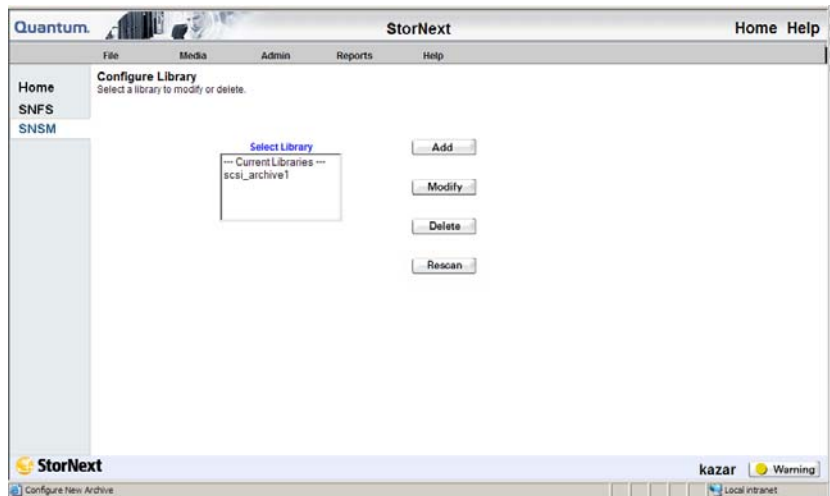 Quantum. StorNext Home Help
File Media Admin Reports Help
Home
SNFS
SNSM
Configure Library
Select a library to modify or delete.
Select Library
--- Current Libraries ---
scsi_archive1
Add
Modify
Delete
Rescan
StorNext
kazar Warning
Configure New Archive Local intranet